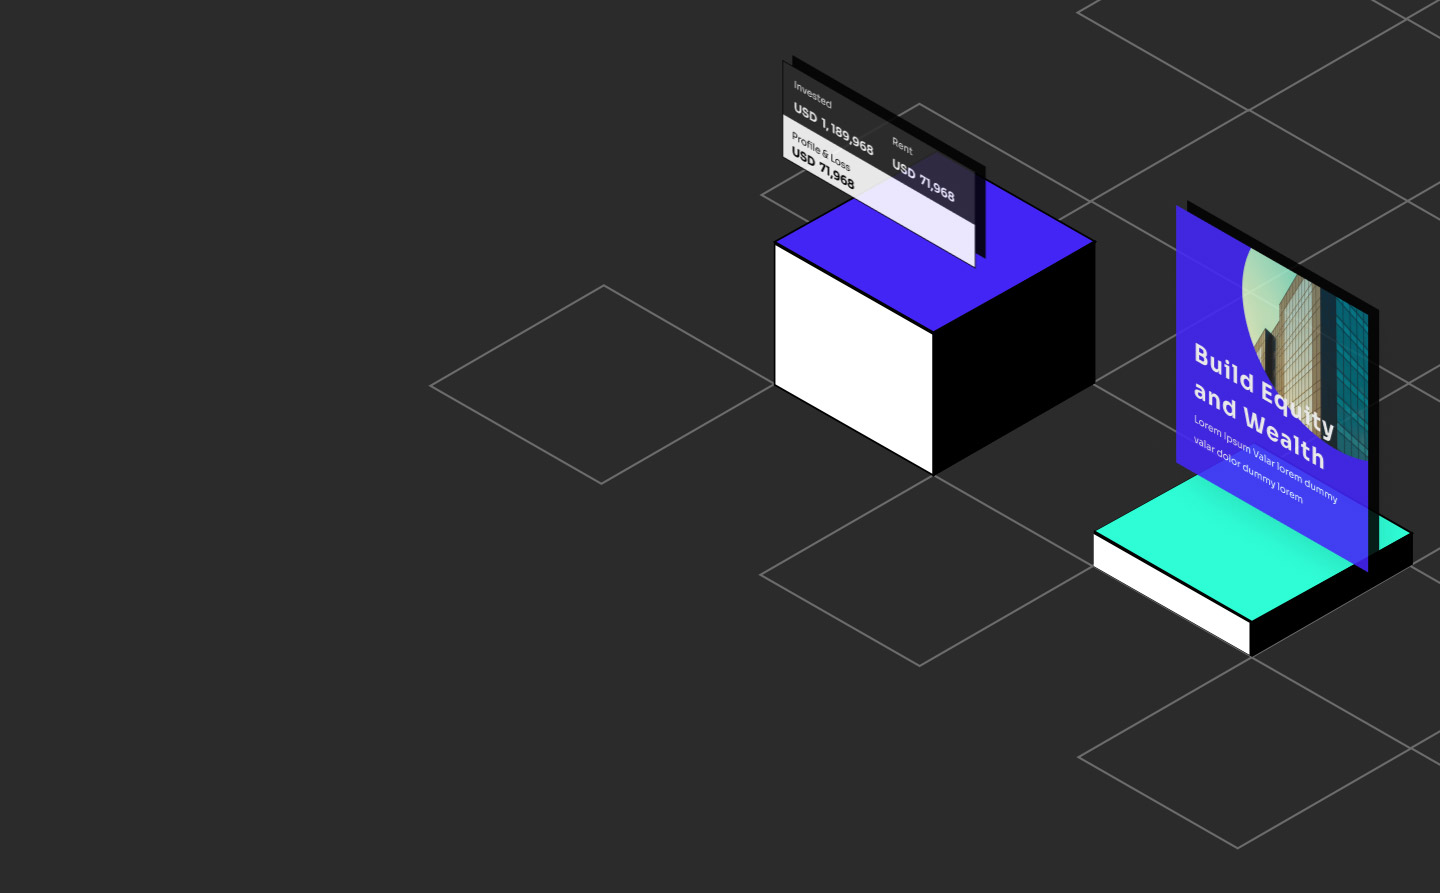 Invested
USD 1,189,968
Rent
USD 71,968
Profile & Loss
USD 71,968
Build Equity
and Wealth
Lorem Ipsum Valar lorem dummy
valar dolor dummy lorem